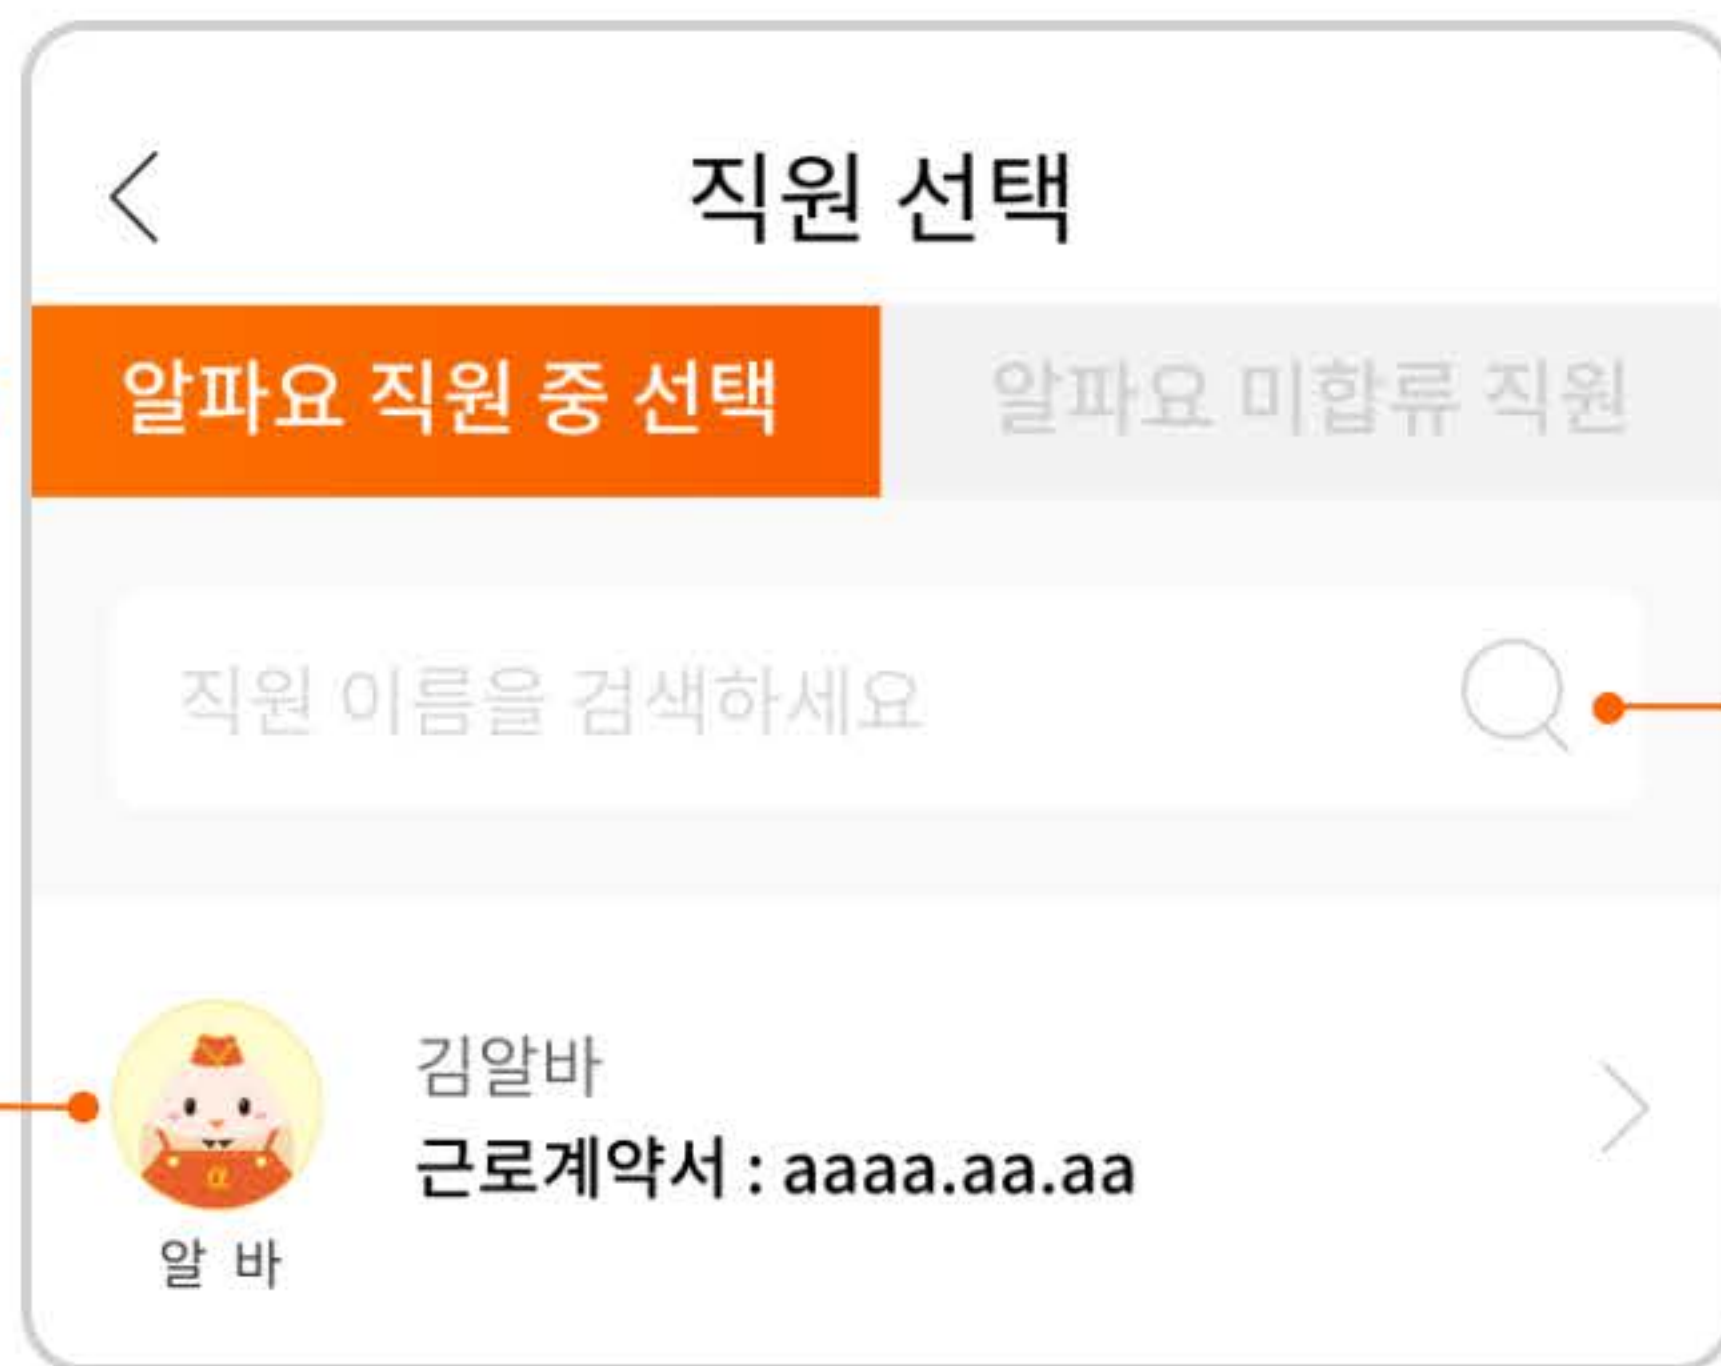 직원 선택
알파요 직원 중 선택
알파요 미합류 직원
직원 이름을 검색하세요
김알바
근로계약서 : aaaa.aa.aa
알 바